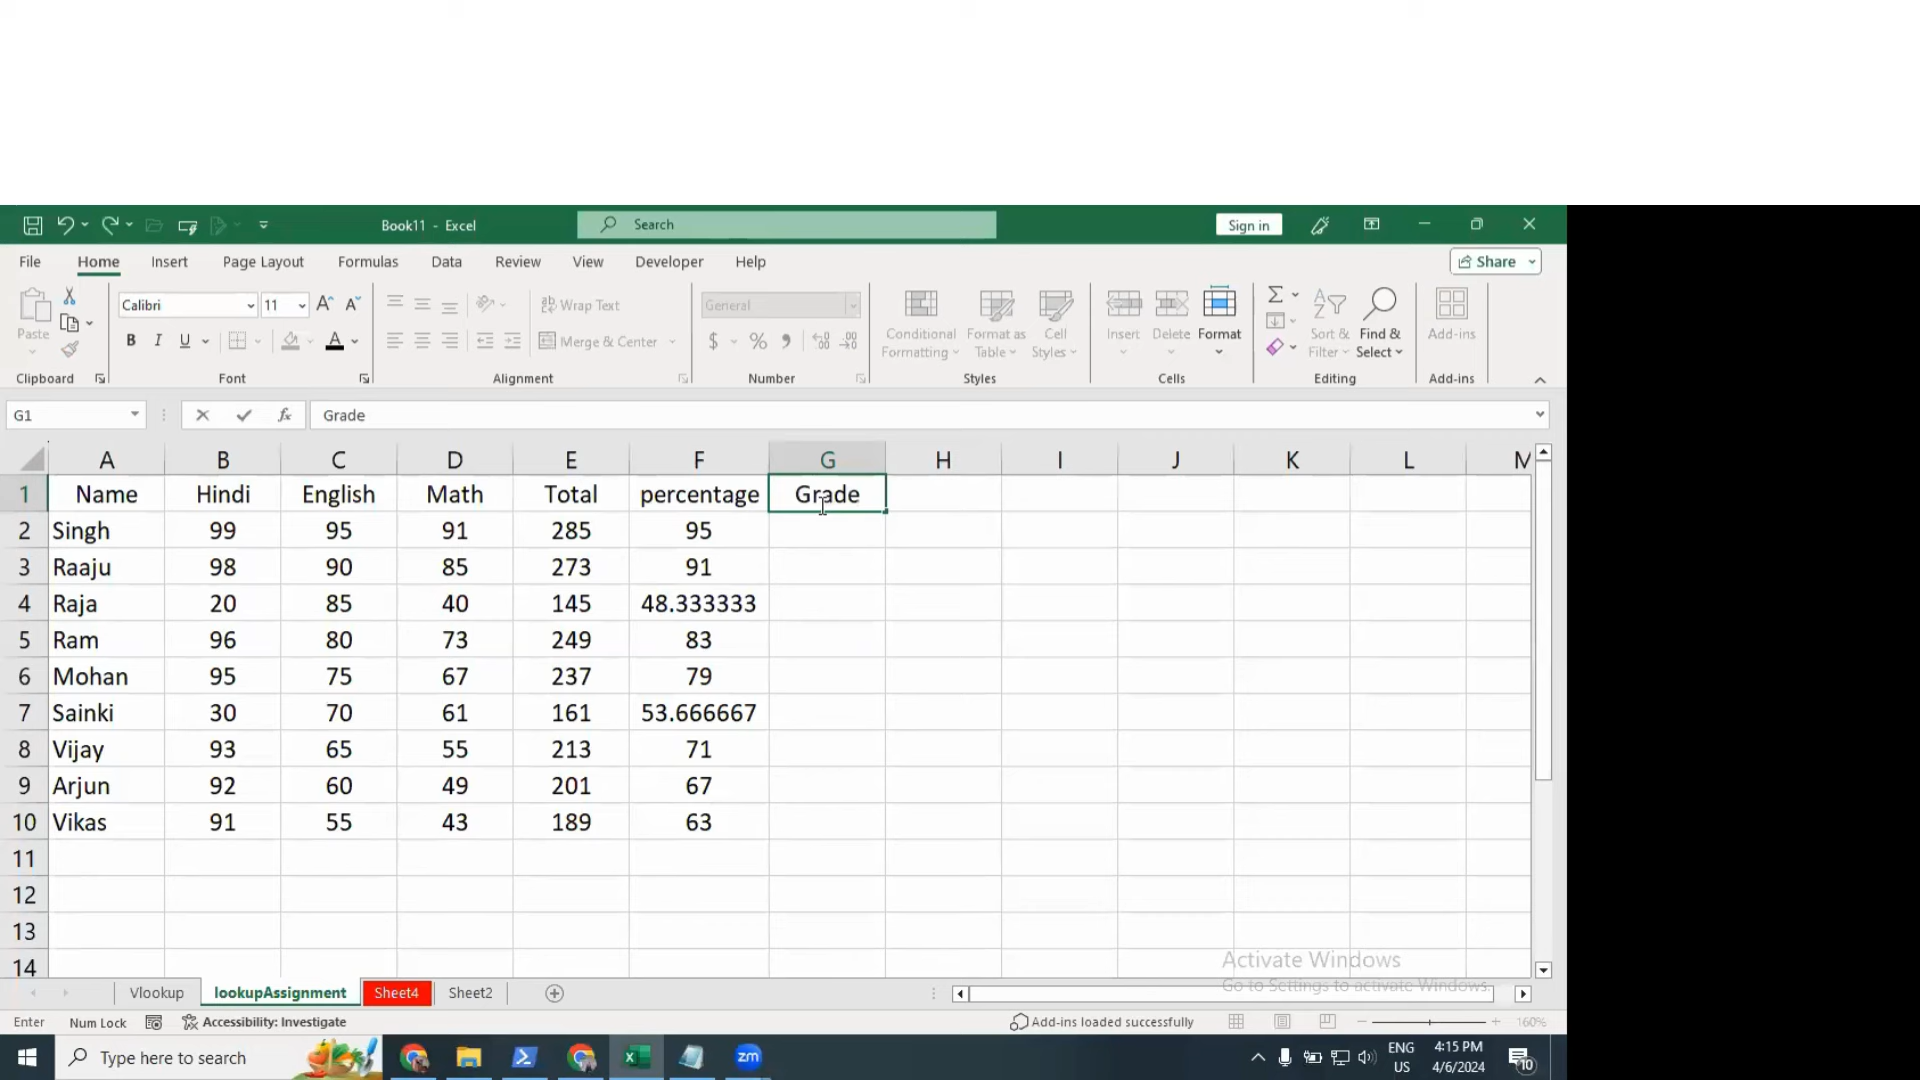 Book11 - Excel
Search
Sign in
File Home Insert Page Layout Formulas Data Review View Developer Help
Share
Paste
Calibri 11
B I U
Wrap Text
Merge & Center
General
$ %
Conditional Formatting
Format as Table
Cell Styles
Insert Delete Format
Sort & Filter
Find & Select
Add-ins
Clipboard Font Alignment Number Styles Cells Editing Add-ins
G1 fx Grade
A B C D E F G H I J K L M
1 Name Hindi English Math Total percentage Grade
2 Singh 99 95 91 285 95
3 Raaju 98 90 85 273 91
4 Raja 20 85 40 145 48.333333
5 Ram 96 80 73 249 83
6 Mohan 95 75 67 237 79
7 Sainki 30 70 61 161 53.666667
8 Vijay 93 65 55 213 71
9 Arjun 92 60 49 201 67
10 Vikas 91 55 43 189 63
11
12
13
14
Activate Windows
Go to Settings to activate Windows.
Vlookup lookupAssignment Sheet4 Sheet2
Enter Num Lock Accessibility: Investigate Add-ins loaded successfully 160%
Type here to search
zm
ENG
US
4:15 PM
4/6/2024
10